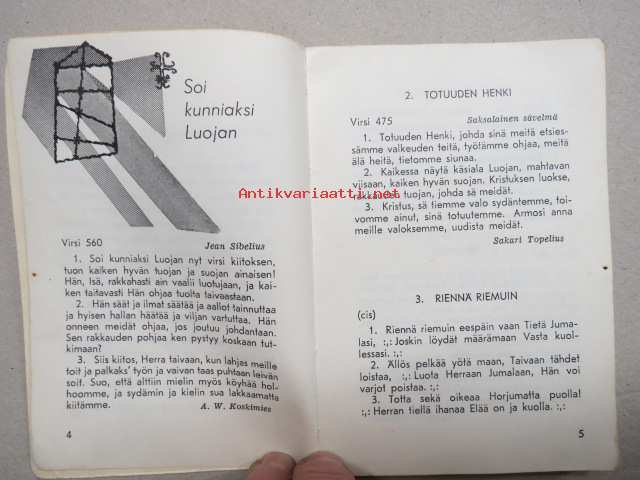 Soi
kunniaksi
Luojan
Virsi 560 Jean Sibelius
1. Soi kunniaksi Luojan nyt virsi kiitoksen,
tuon kaiken hyvän tuojan ja suojan ainaisen!
Hän, Isä, rakkahasti ain vaalii luotujaan, ja kai-
ken taitavasti Hän ohjaa tuolta taivaastaan.
2. Hän säät ja ilmat säätää ja aallot tainnuttaa
ja hyisen hallan häätää ja viljan vartuttaa. Hän
onneen meidät ohjaa, jos joutuu johdantaan.
Sen rakkauden pohjaa ken pystyy koskaan tut-
kimaan?
3. Siis kiitos, Herra taivaan, kun lahjas meille
toit ja palkaks' työn ja vaivan taas puhtaan leivän
soit. Suo, että alttiin mielin myös köyhää hol-
hoomme, ja sydämin ja kielin sua lakkaamatta
kiitämme. A. W. Koskimies
4
2. TOTUUDEN HENKI
Virsi 475 Saksalainen sävelmä
1. Totuuden Henki, johda sinä meitä etsies-
sämme valkeuden teitä, työtämme ohjaa, meitä
älä heitä, tietomme siunaa.
2. Kaikessa näytä käsiala Luojan, mahtavan
viisaan, kaiken hyvän suojan. Kristuksen luokse,
rakkauden tuojan, johda sä meidät.
3. Kristus, sä tiemme valo sydäntemme, toi-
vomme ainut, sinä totuutemme. Armosi anna
meille valoksemme, uudista meidät.
Sakari Topelius
3. RIENNÄ RIEMUIN
(cis)
1. Riennä riemuin eespäin vaan Tietä Juma-
lasi, :,: Joskin löydät määrämaan Vasta kuol-
lessasi. :,:
2. Ällös pelkää yötä maan, Taivaan tähdet
loistaa, :,: Luota Herraan Jumalaan, Hän voi
varjot poistaa. :,:
3. Totta sekä oikeaa Horjumatta puolla!
:,: Herran tiellä ihanaa Elää on ja kuolla. :,:
5
Antikvariaatti.net